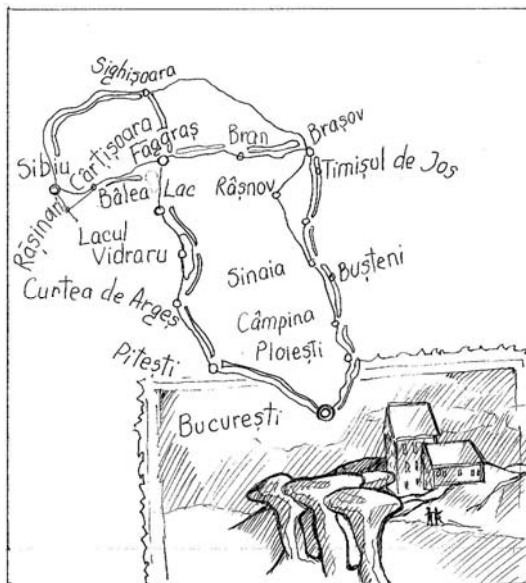 Sighișoara
Cârtișoara
Făgăraș
Bran
Brașov
Sibiu
Timișul de Jos
Bâlea Lac
Râșnov
Rășinari
Lacul
Vidraru
Sinaia
Bușteni
Curtea de Argeș
Câmpina
Ploiești
Pitești
București